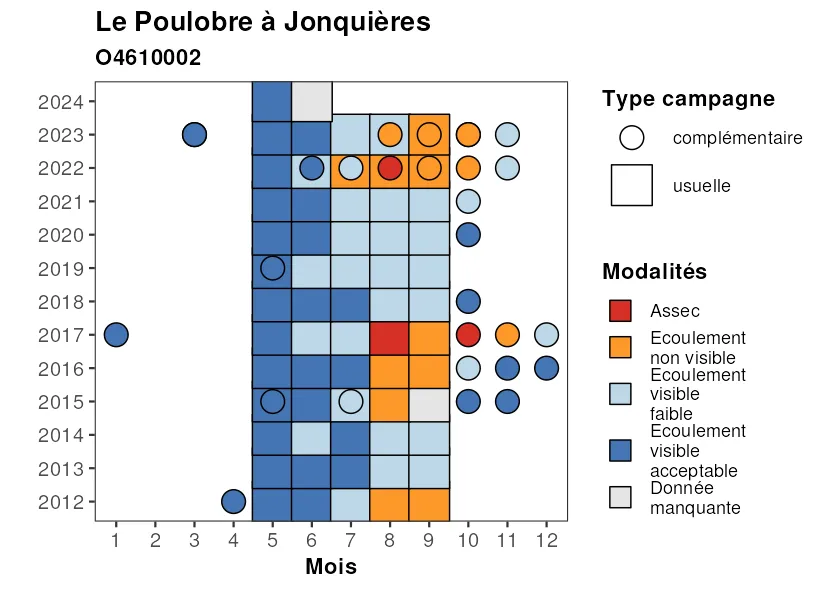 Le Poulobre à Jonquières
O4610002
2024
2023
2022
2021
2020
2019
2018
2017
2016
2015
2014
2013
2012
1 2 3 4 5 6 7 8 9 10 11 12
Mois
Type campagne
complémentaire
usuelle
Modalités
Assec
Ecoulement
non visible
Ecoulement
visible
faible
Ecoulement
visible
acceptable
Donnée
manquante